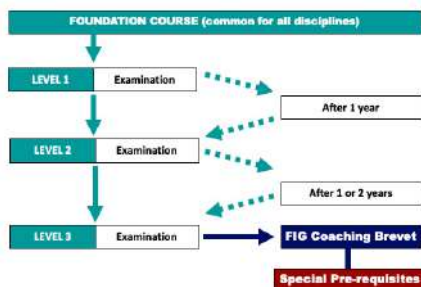 FOUNDATION COURSE (common for all disciplines)
LEVEL 1 Examination
After 1 year
LEVEL 2 Examination
After 1 or 2 years
LEVEL 3 Examination FIG Coaching Brevet
Special Pre-requisites